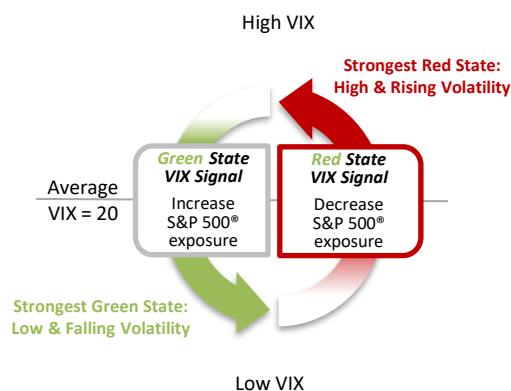 High VIX
Strongest Red State:
High & Rising Volatility
Green State
VIX Signal
Increase
S&P 500®
exposure
Red State
VIX Signal
Decrease
S&P 500®
exposure
Average
VIX = 20
Strongest Green State:
Low & Falling Volatility
Low VIX